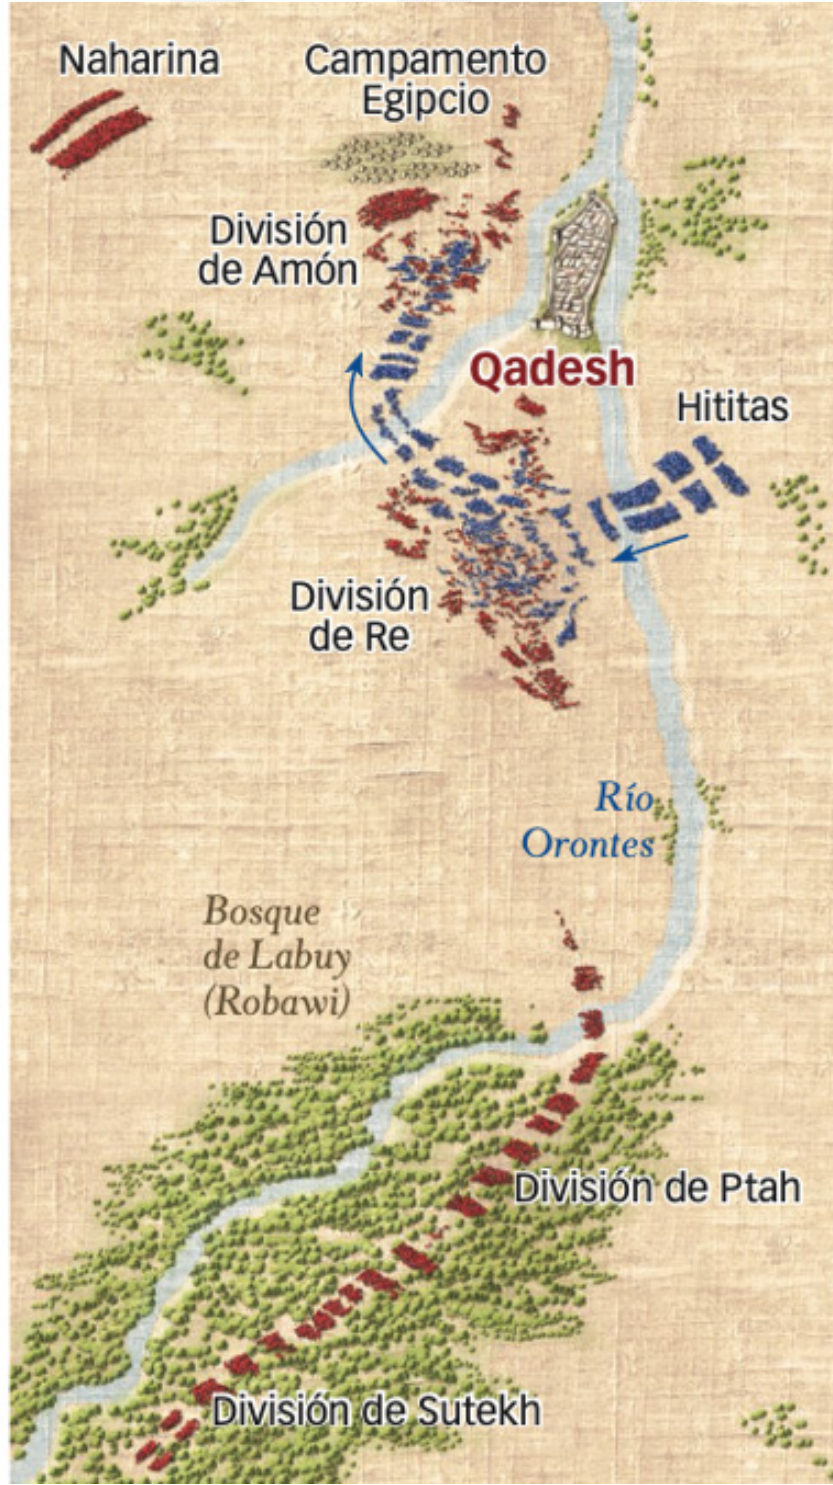 Naharina
Campamento
Egipcio
División
de Amón
Qadesh
Hititas
División
de Re
Río
Orontes
Bosque
de Labuy
(Robawi)
División de Ptah
División de Sutekh